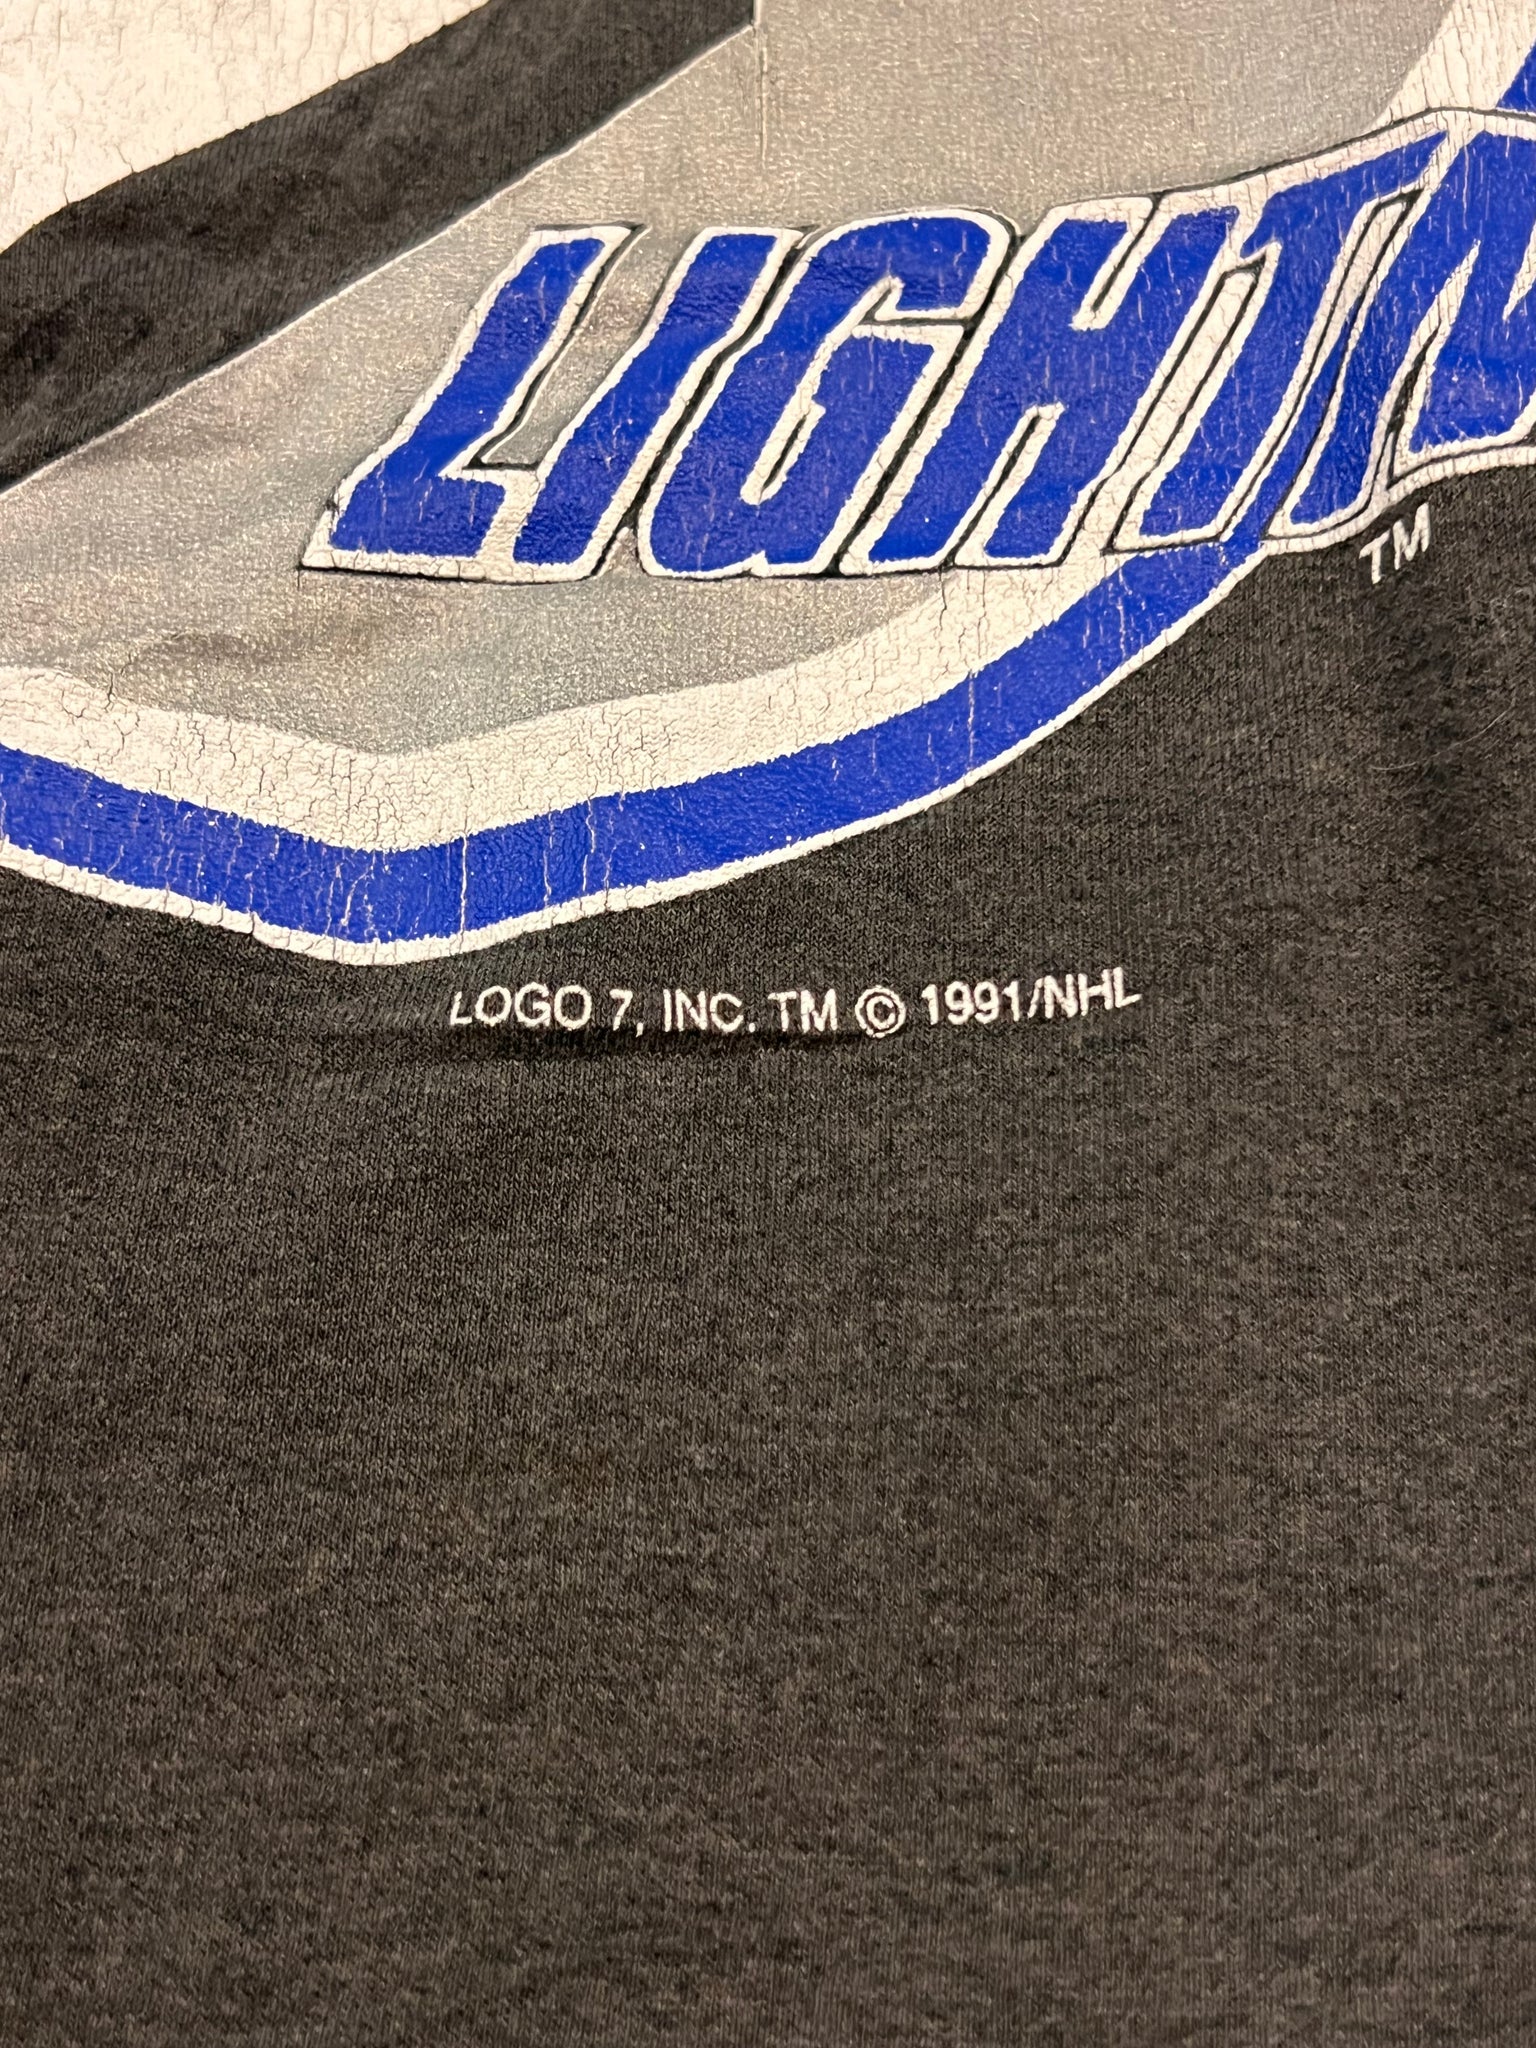 LIGHTN
TM
LOGO 7, INC. TM © 1991/NHL